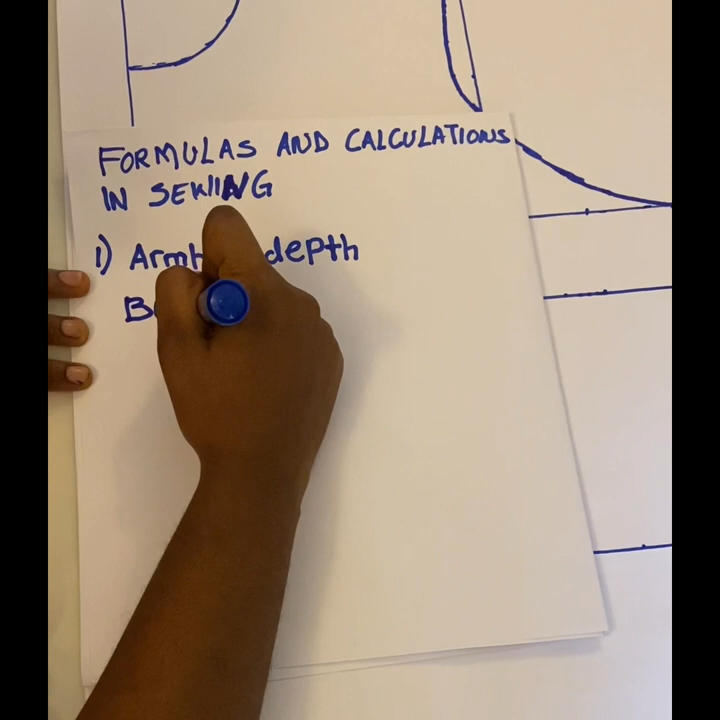 FORMULAS AND CALCULATIONS
IN SEWING
1) depth